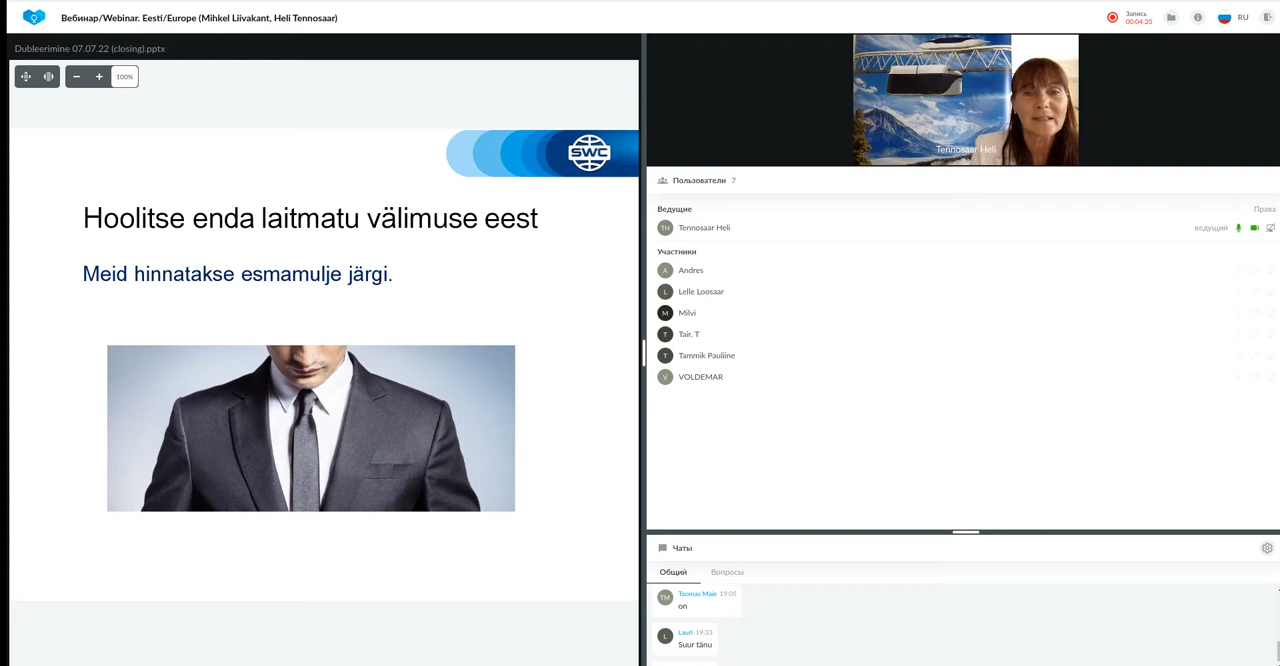 Вебинар/Webinar. Eesti/Europe (Mihkel Liivakant, Heli Tennosaar)
Запись
00:04:20
RU
Dubleerimine 07.07.22 (closing).pptx
100%
SWC
Hoolitse enda laitmatu välimuse eest
Meid hinnatakse esmamulje järgi.
Tennosaar Heli
Пользователи 7
Ведущие
Права
TH Tennosaar Heli
ведущий
Участники
A Andres
L Lelle Loosaar
M Milvi
T Tair. T
T Tammik Pauliine
V VOLDEMAR
Чаты
Общий
Вопросы
TM Toomas Maie 19:05
on
L Lauri 19:33
Suur tänu